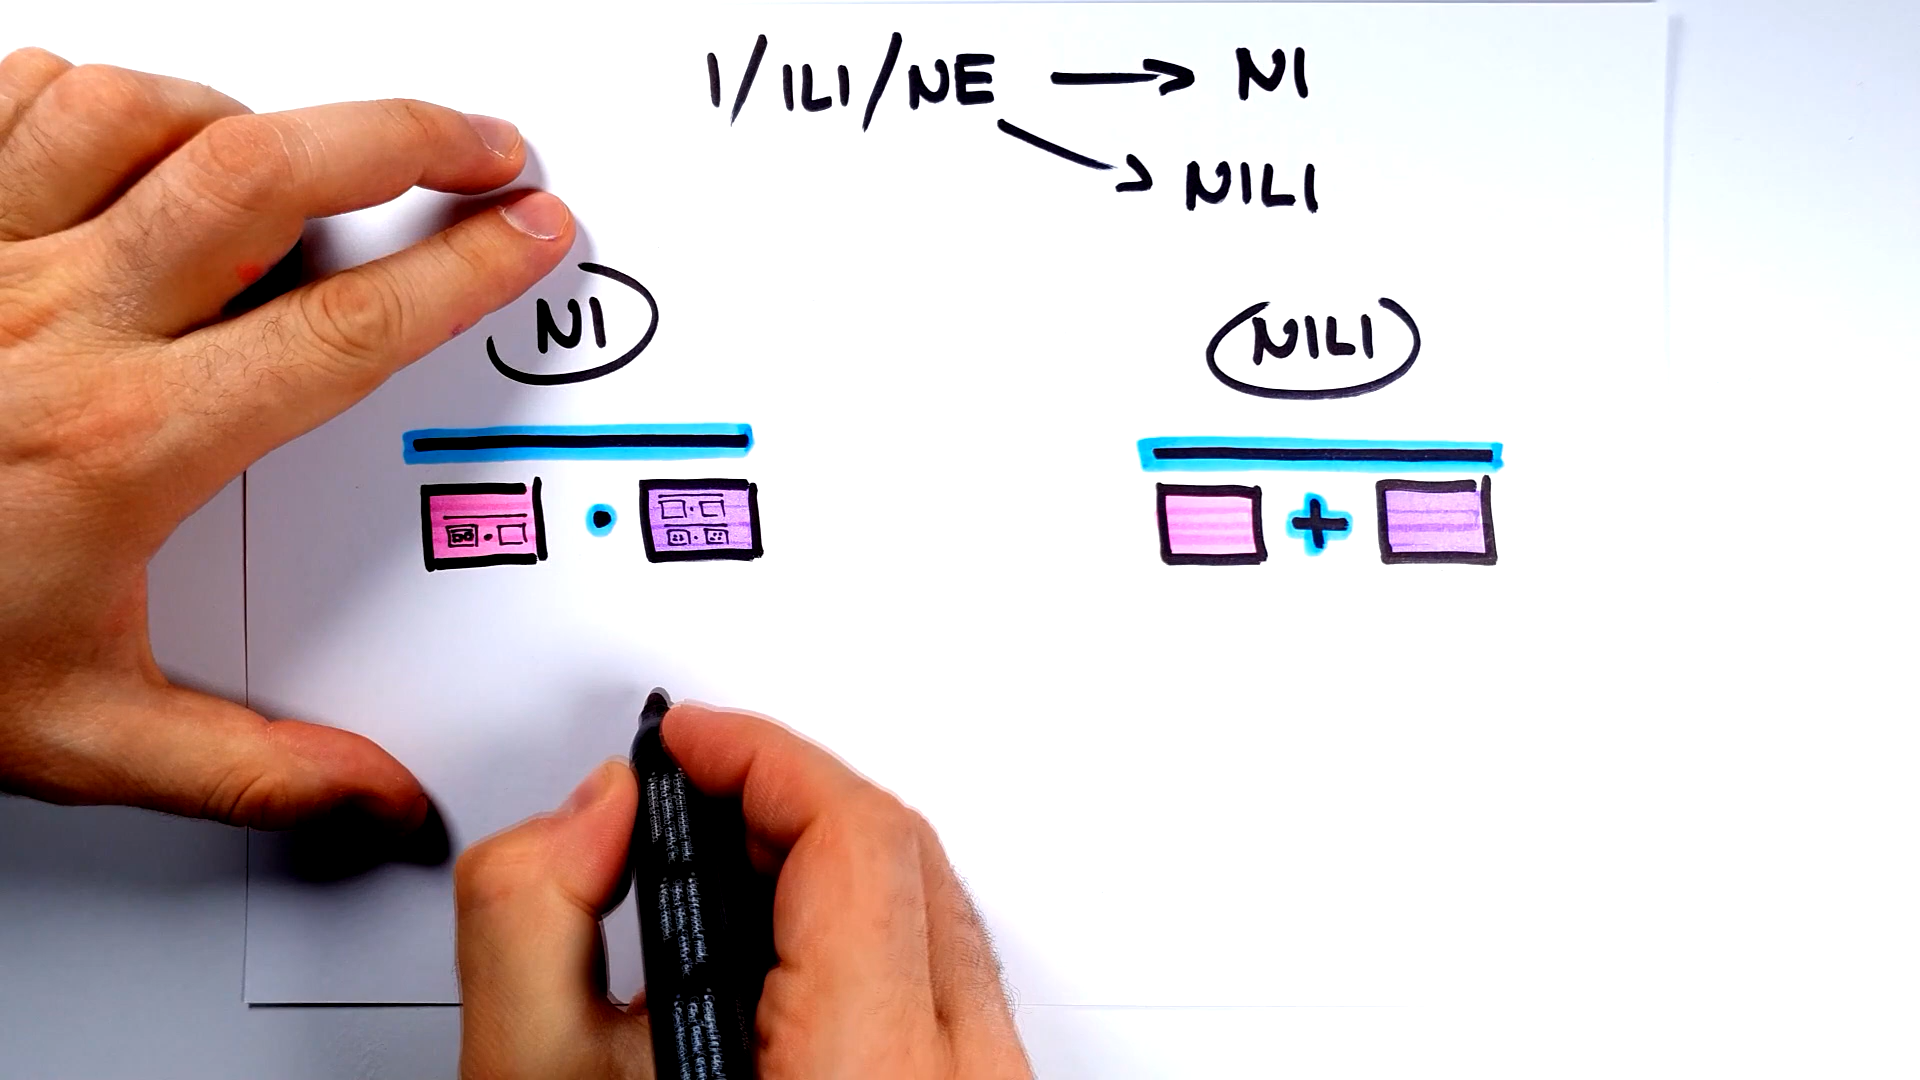 I/ILI/NE → NI
→ NILI
NI
NILI
· 
+